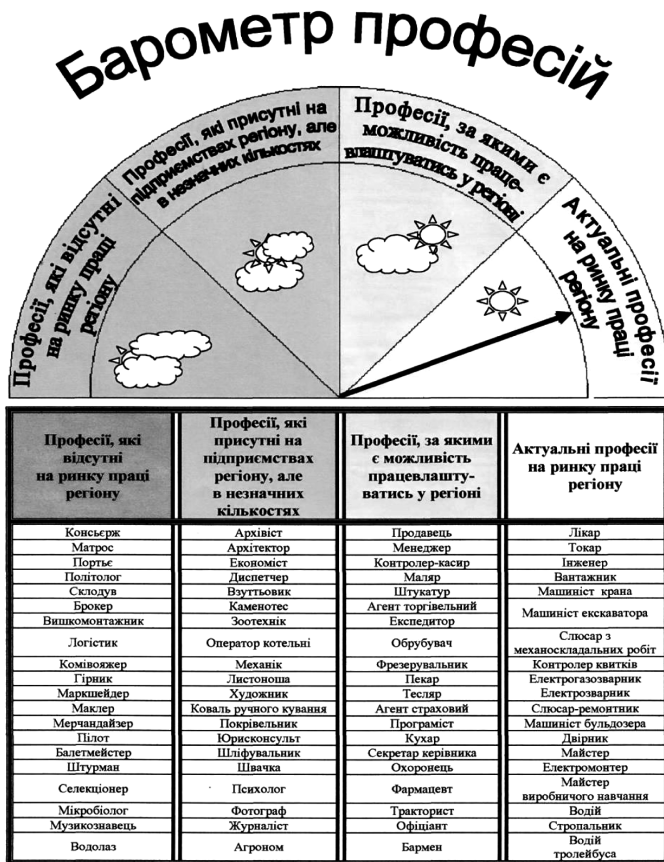 Барометр професій
Професії, які відсутні
на ринку праці
регіону
Професії, які присутні на
підприємствах регіону, але
в незначних кількостях
Професії, за якими є
можливість праце-
влаштуватись у регіоні
Актуальні професії
на ринку праці
регіону
Професії, які
відсутні
на ринку праці
регіону
Професії, які
присутні на
підприємствах
регіону, але
в незначних
кількостях
Професії, за якими
є можливість
працевлашту-
ватись у регіоні
Актуальні професії
на ринку праці
регіону
Консьєрж
Матрос
Портьє
Політолог
Склодув
Брокер
Вишкомонтажник
Логістик
Комівояжер
Гірник
Маркшейдер
Маклер
Мерчандайзер
Пілот
Балетмейстер
Штурман
Селекціонер
Мікробіолог
Музикознавець
Водолаз
Архівіст
Архітектор
Економіст
Диспетчер
Взуттьовик
Каменотес
Зоотехнік
Оператор котельні
Механік
Листоноша
Художник
Коваль ручного кування
Покрівельник
Юрисконсульт
Шліфувальник
Швачка
Психолог
Фотограф
Журналіст
Агроном
Продавець
Менеджер
Контролер-касир
Маляр
Штукатур
Агент торгівельний
Експедитор
Обрубувач
Фрезерувальник
Пекар
Тесляр
Агент страховий
Програміст
Кухар
Секретар керівника
Охоронець
Фармацевт
Тракторист
Офіціант
Бармен
Лікар
Токар
Інженер
Вантажник
Машиніст крана
Машиніст екскаватора
Слюсар з
механоскладальних робіт
Контролер квитків
Електрогазозварник
Електрозварник
Слюсар-ремонтник
Машиніст бульдозера
Двірник
Майстер
Електромонтер
Майстер
виробничого навчання
Водій
Стропальник
Водій
тролейбуса